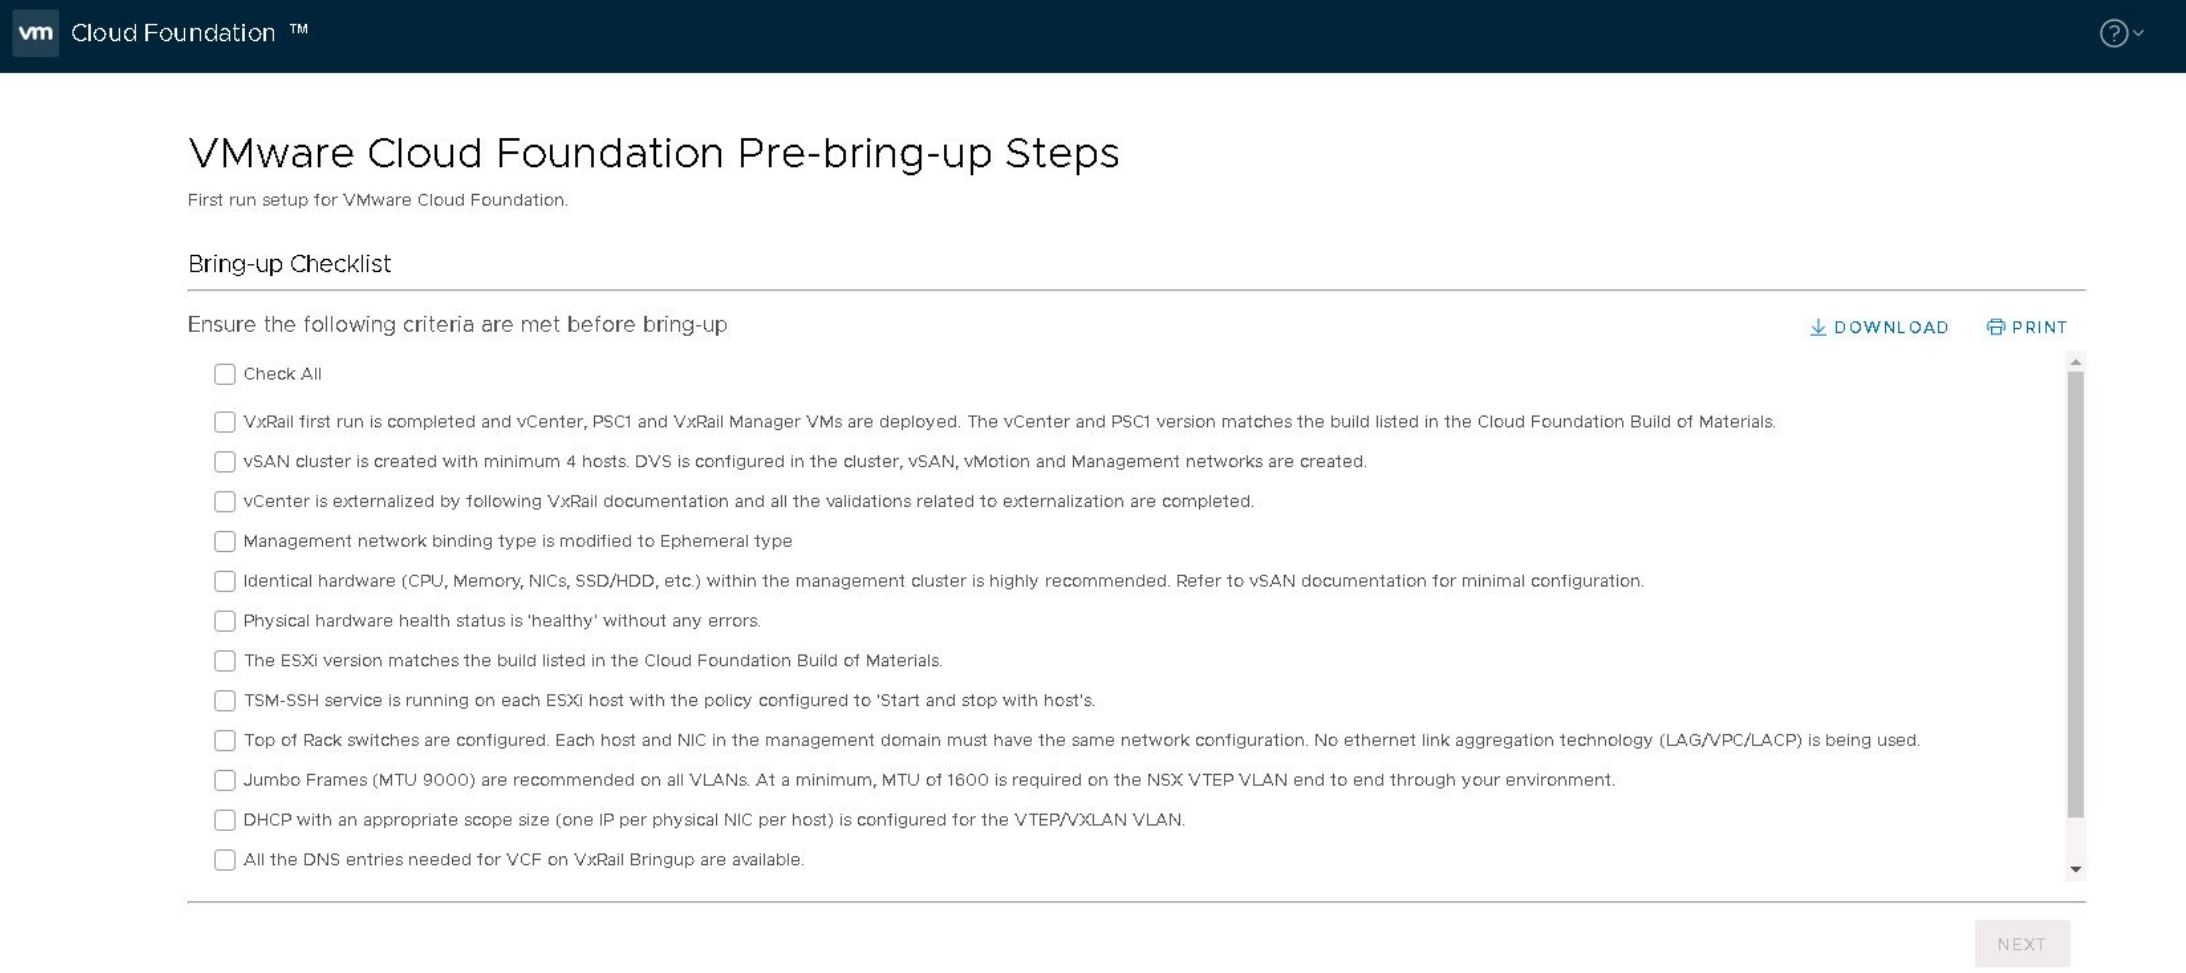 vm Cloud Foundation ™
VMware Cloud Foundation Pre-bring-up Steps
First run setup for VMware Cloud Foundation.
Bring-up Checklist
Ensure the following criteria are met before bring-up
DOWNLOAD
PRINT
Check All
VxRail first run is completed and vCenter, PSC1 and VxRail Manager VMs are deployed. The vCenter and PSC1 version matches the build listed in the Cloud Foundation Build of Materials.
vSAN cluster is created with minimum 4 hosts. DVS is configured in the cluster, vSAN, vMotion and Management networks are created.
vCenter is externalized by following VxRail documentation and all the validations related to externalization are completed.
Management network binding type is modified to Ephemeral type
Identical hardware (CPU, Memory, NICs, SSD/HDD, etc.) within the management cluster is highly recommended. Refer to vSAN documentation for minimal configuration.
Physical hardware health status is 'healthy' without any errors.
The ESXi version matches the build listed in the Cloud Foundation Build of Materials.
TSM-SSH service is running on each ESXi host with the policy configured to 'Start and stop with host's.
Top of Rack switches are configured. Each host and NIC in the management domain must have the same network configuration. No ethernet link aggregation technology (LAG/VPC/LACP) is being used.
Jumbo Frames (MTU 9000) are recommended on all VLANs. At a minimum, MTU of 1600 is required on the NSX VTEP VLAN end to end through your environment.
DHCP with an appropriate scope size (one IP per physical NIC per host) is configured for the VTEP/VXLAN VLAN.
All the DNS entries needed for VCF on VxRail Bringup are available.
NEXT